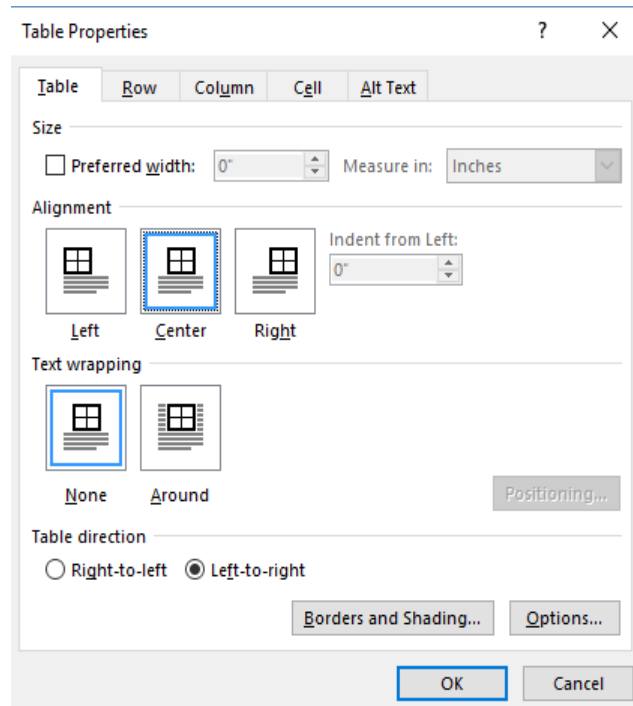 Table Properties ?
Table Row Column Cell Alt Text
Size
Preferred width: 0" Measure in: Inches
Alignment
Indent from Left:
0"
Left Center Right
Text wrapping
None Around
Positioning...
Table direction
Right-to-left Left-to-right
Borders and Shading... Options...
OK Cancel